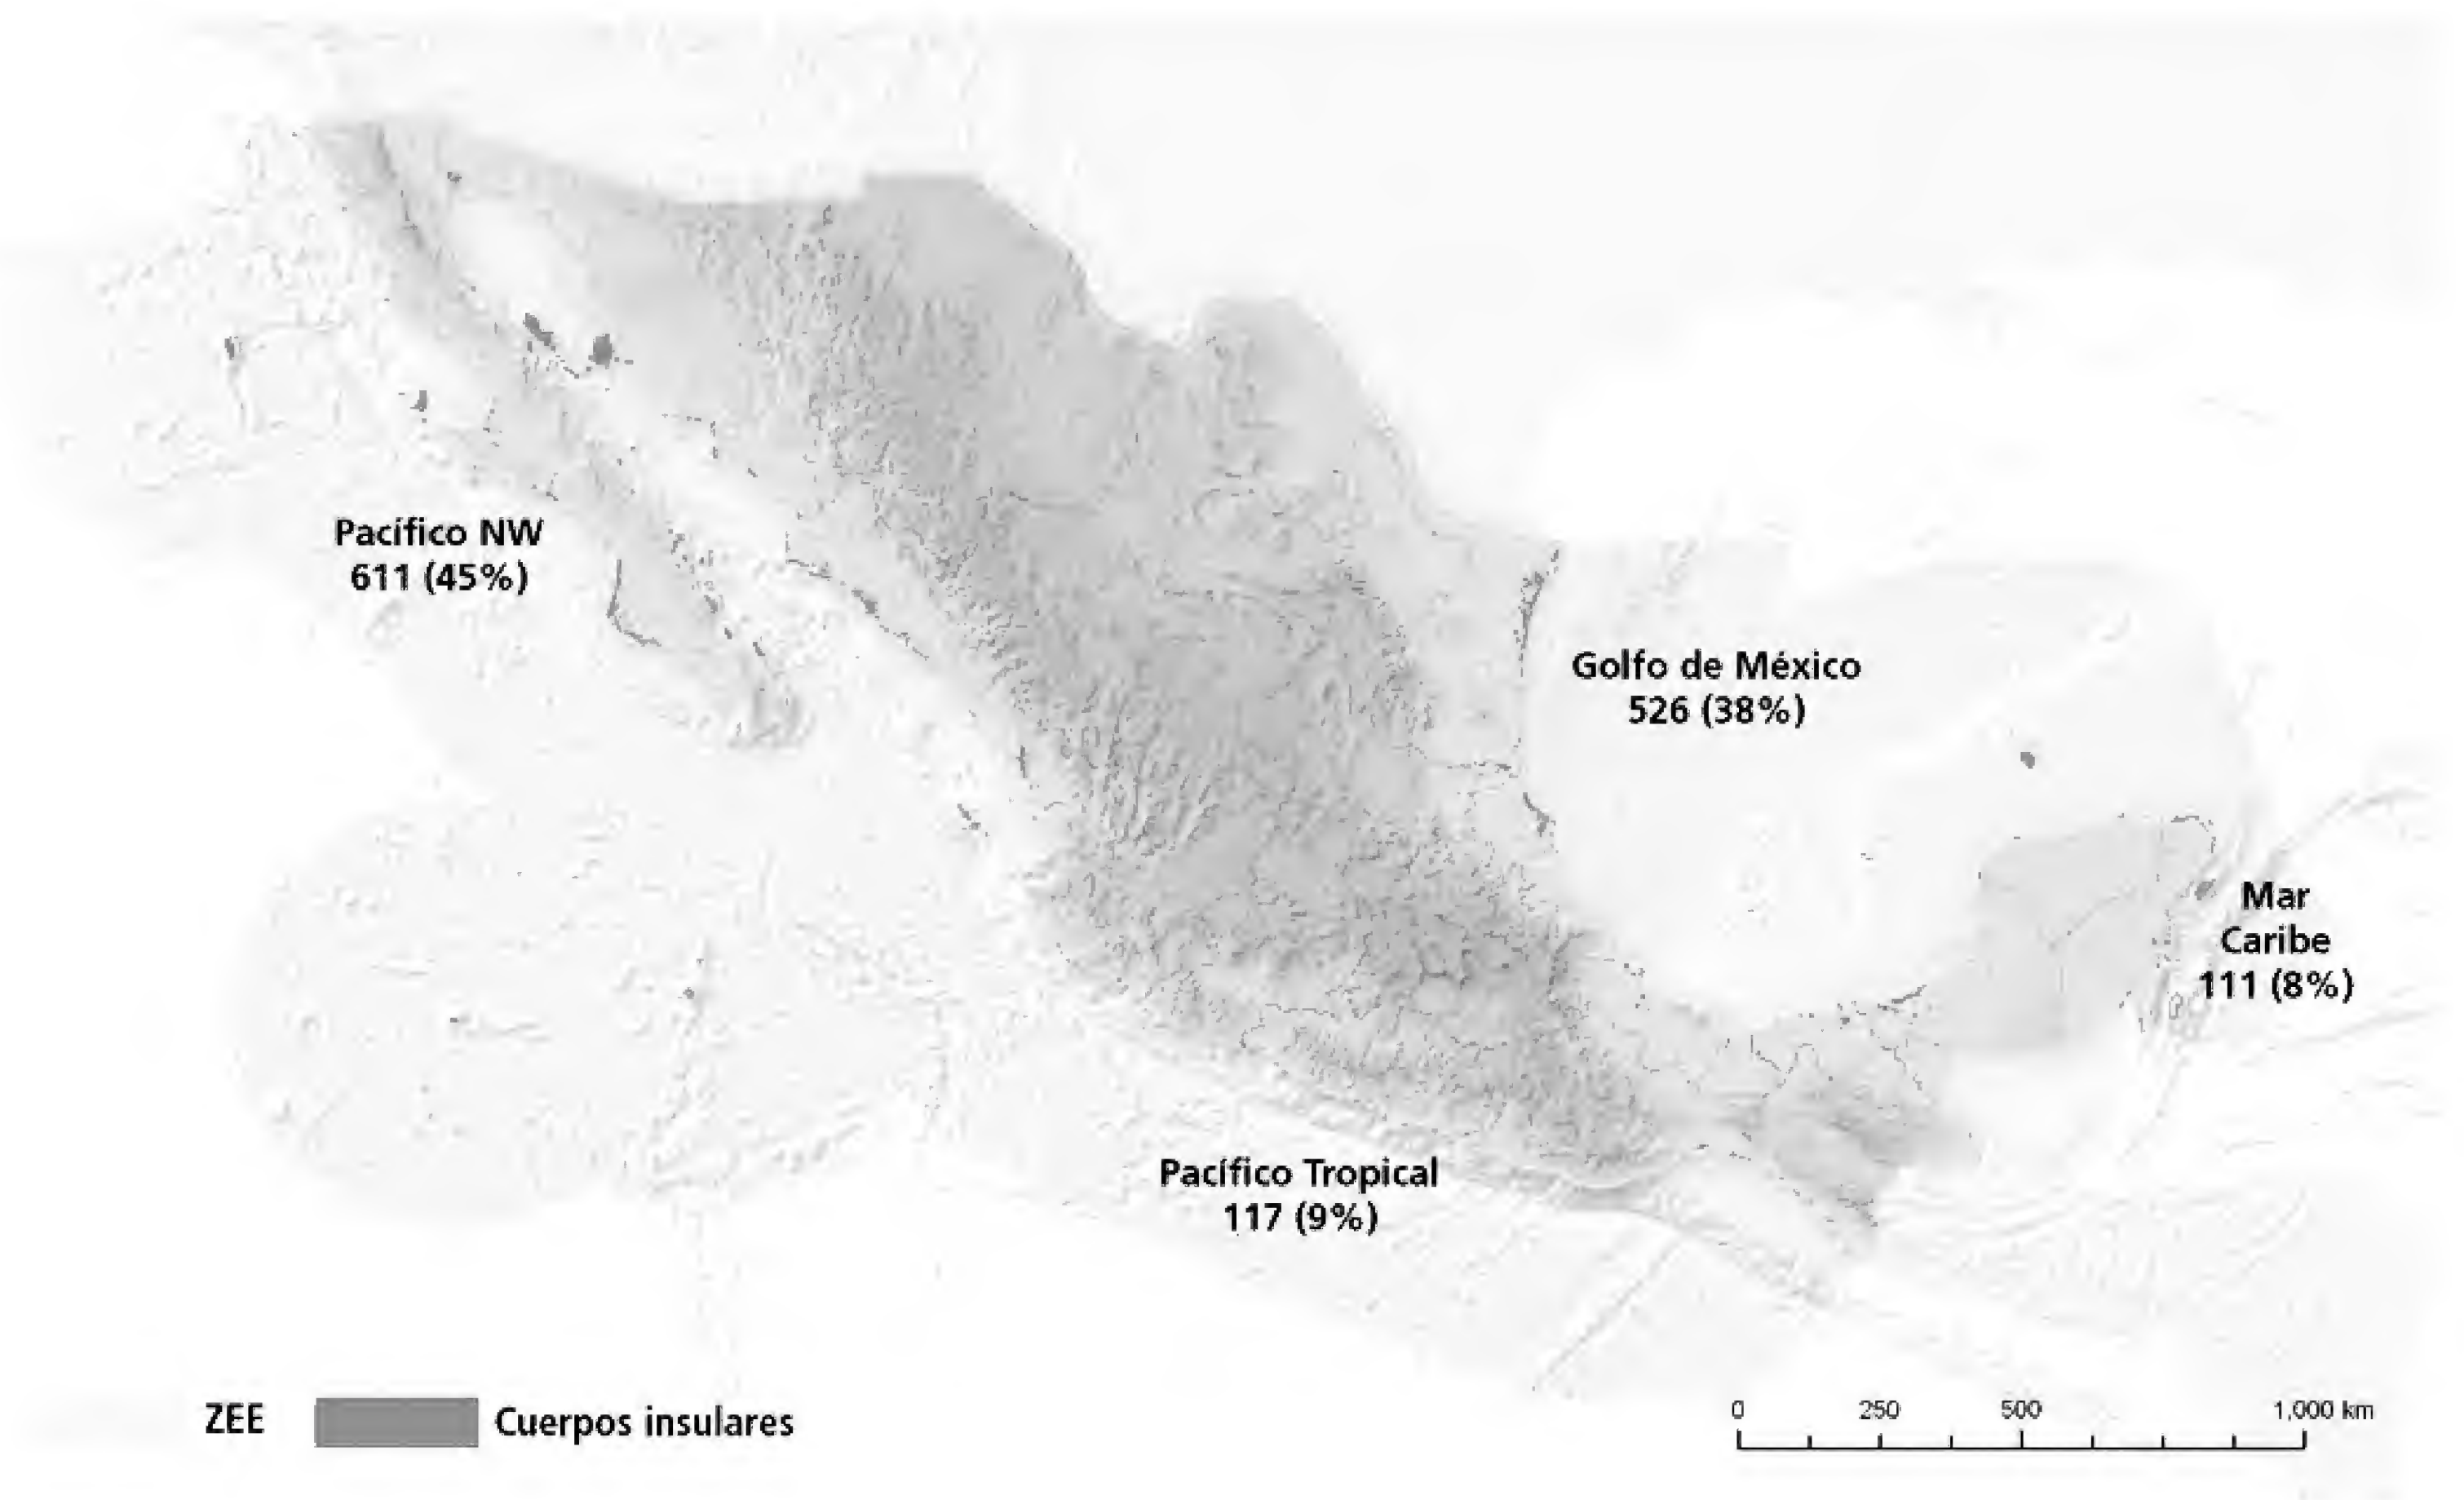 Pacífico NW
611 (45%)
Golfo de México
526 (38%)
Mar
Caribe
111 (8%)
Pacífico Tropical
117 (9%)
ZEE
Cuerpos insulares
0 250 500 1,000 km